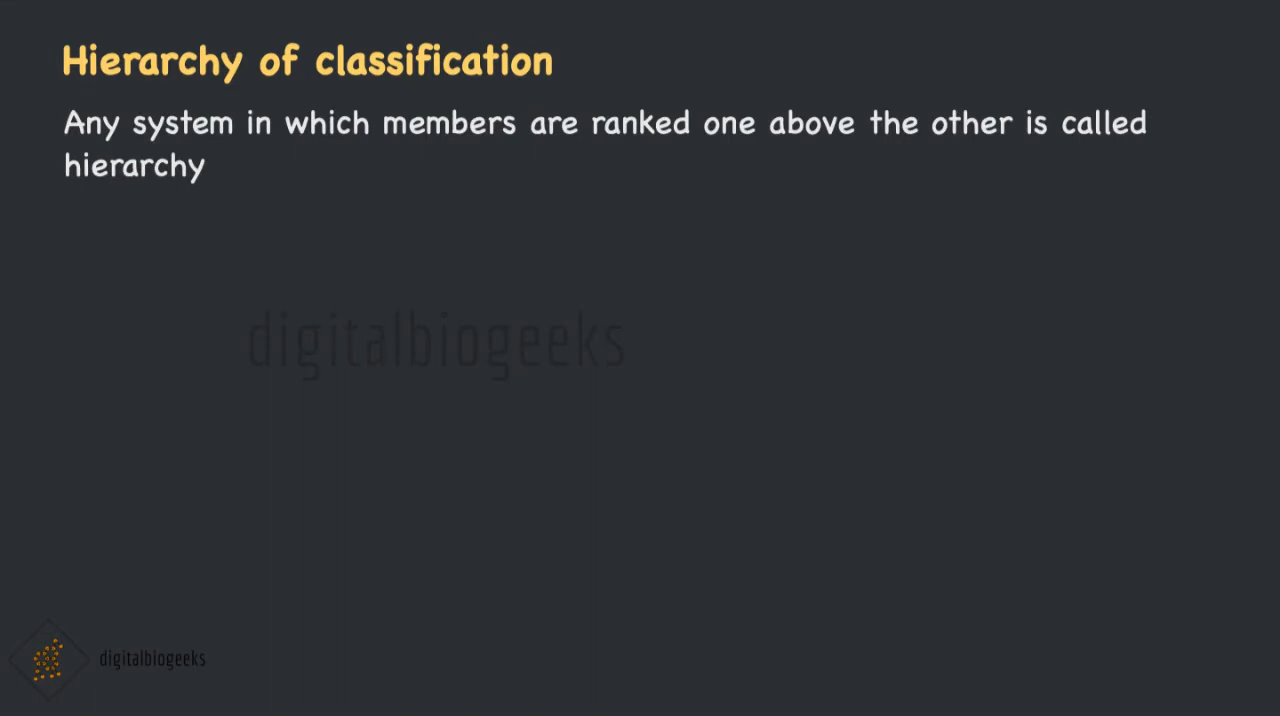 Hierarchy of classification
Any system in which members are ranked one above the other is called
hierarchy
digitalbiogeeks
digitalbiogeeks